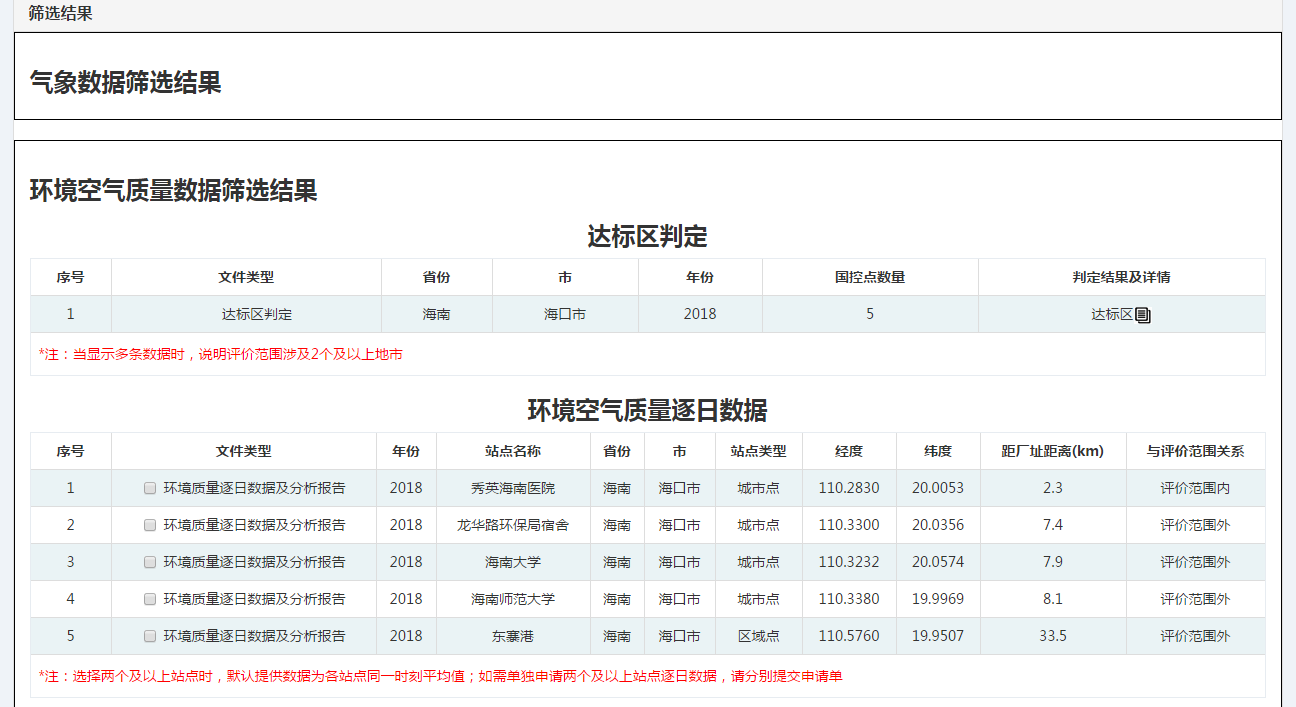 筛选结果
气象数据筛选结果
环境空气质量数据筛选结果
达标区判定
序号 文件类型 省份 市 年份 国控点数量 判定结果及详情
1 达标区判定 海南 海口市 2018 5 达标区
*注：当显示多条数据时，说明评价范围涉及2个及以上地市
环境空气质量逐日数据
序号 文件类型 年份 站点名称 省份 市 站点类型 经度 纬度 距厂址距离(km) 与评价范围关系
1 环境质量逐日数据及分析报告 2018 秀英海南医院 海南 海口市 城市点 110.2830 20.0053 2.3 评价范围内
2 环境质量逐日数据及分析报告 2018 龙华路环保局宿舍 海南 海口市 城市点 110.3300 20.0356 7.4 评价范围外
3 环境质量逐日数据及分析报告 2018 海南大学 海南 海口市 城市点 110.3232 20.0574 7.9 评价范围外
4 环境质量逐日数据及分析报告 2018 海南师范大学 海南 海口市 城市点 110.3380 19.9969 8.1 评价范围外
5 环境质量逐日数据及分析报告 2018 东寨港 海南 海口市 区域点 110.5760 19.9507 33.5 评价范围外
*注：选择两个及以上站点时，默认提供数据为各站点同一时刻平均值；如需单独申请两个及以上站点逐日数据，请分别提交申请单